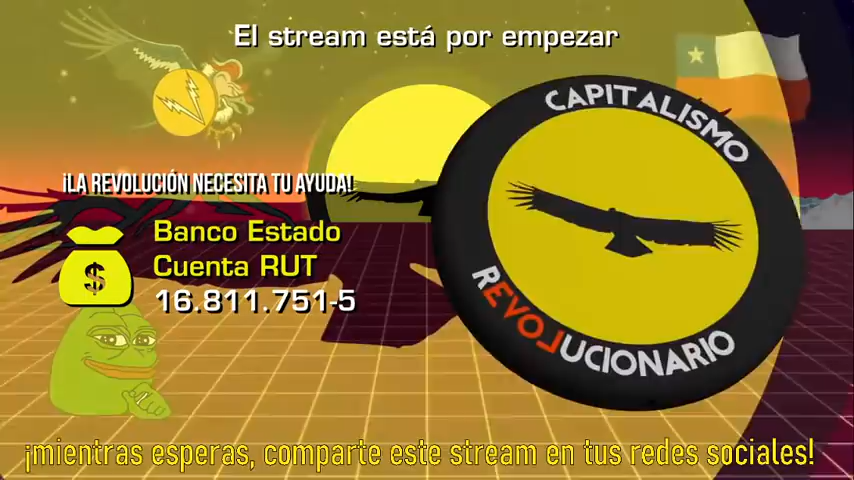 El stream está por empezar
CAPITALISMO
¡LA REVOLUCIÓN NECESITA TU AYUDA!
Banco Estado
Cuenta RUT
$
16.811.751-5
REVOLUCIONARIO
¡mientras esperas, comparte este stream en tus redes sociales!